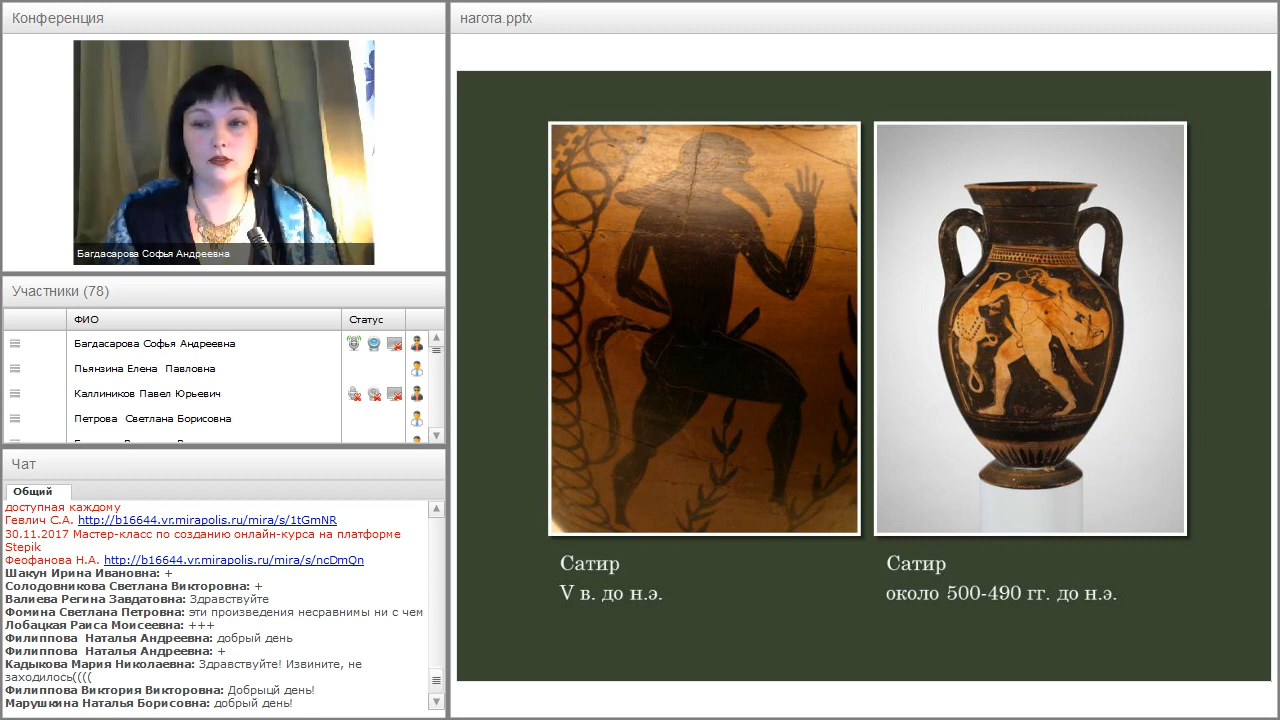 Конференция
Багдасарова Софья Андреевна
Участники (78)
ФИО
Статус
Багдасарова Софья Андреевна
Пьянзина Елена  Павловна
Каллиников Павел Юрьевич
Петрова  Светлана Борисовна
Чат
Общий
доступная каждому
Гевлич С.А. http://b16644.vr.mirapolis.ru/mira/s/1tGmNR
30.11.2017 Мастер-класс по созданию онлайн-курса на платформе
Stepik
Феофанова Н.А. http://b16644.vr.mirapolis.ru/mira/s/ncDmQn
Шакун Ирина Ивановна: +
Солодовникова Светлана Викторовна: +
Валиева Регина Завдатовна: Здравствуйте
Фомина Светлана Петровна: эти произведения несравнимы ни с чем
Лобацкая Раиса Моисеевна: +++
Филиппова  Наталья Андреевна: добрый день
Филиппова  Наталья Андреевна: +
Кадыкова Мария Николаевна: Здравствуйте! Извините, не
заходилось((((
Филиппова Виктория Викторовна: Добрыцй день!
Марушкина Наталья Борисовна: добрый день!
нагота.pptx
Сатир
V в. до н.э.
Сатир
около 500-490 гг. до н.э.